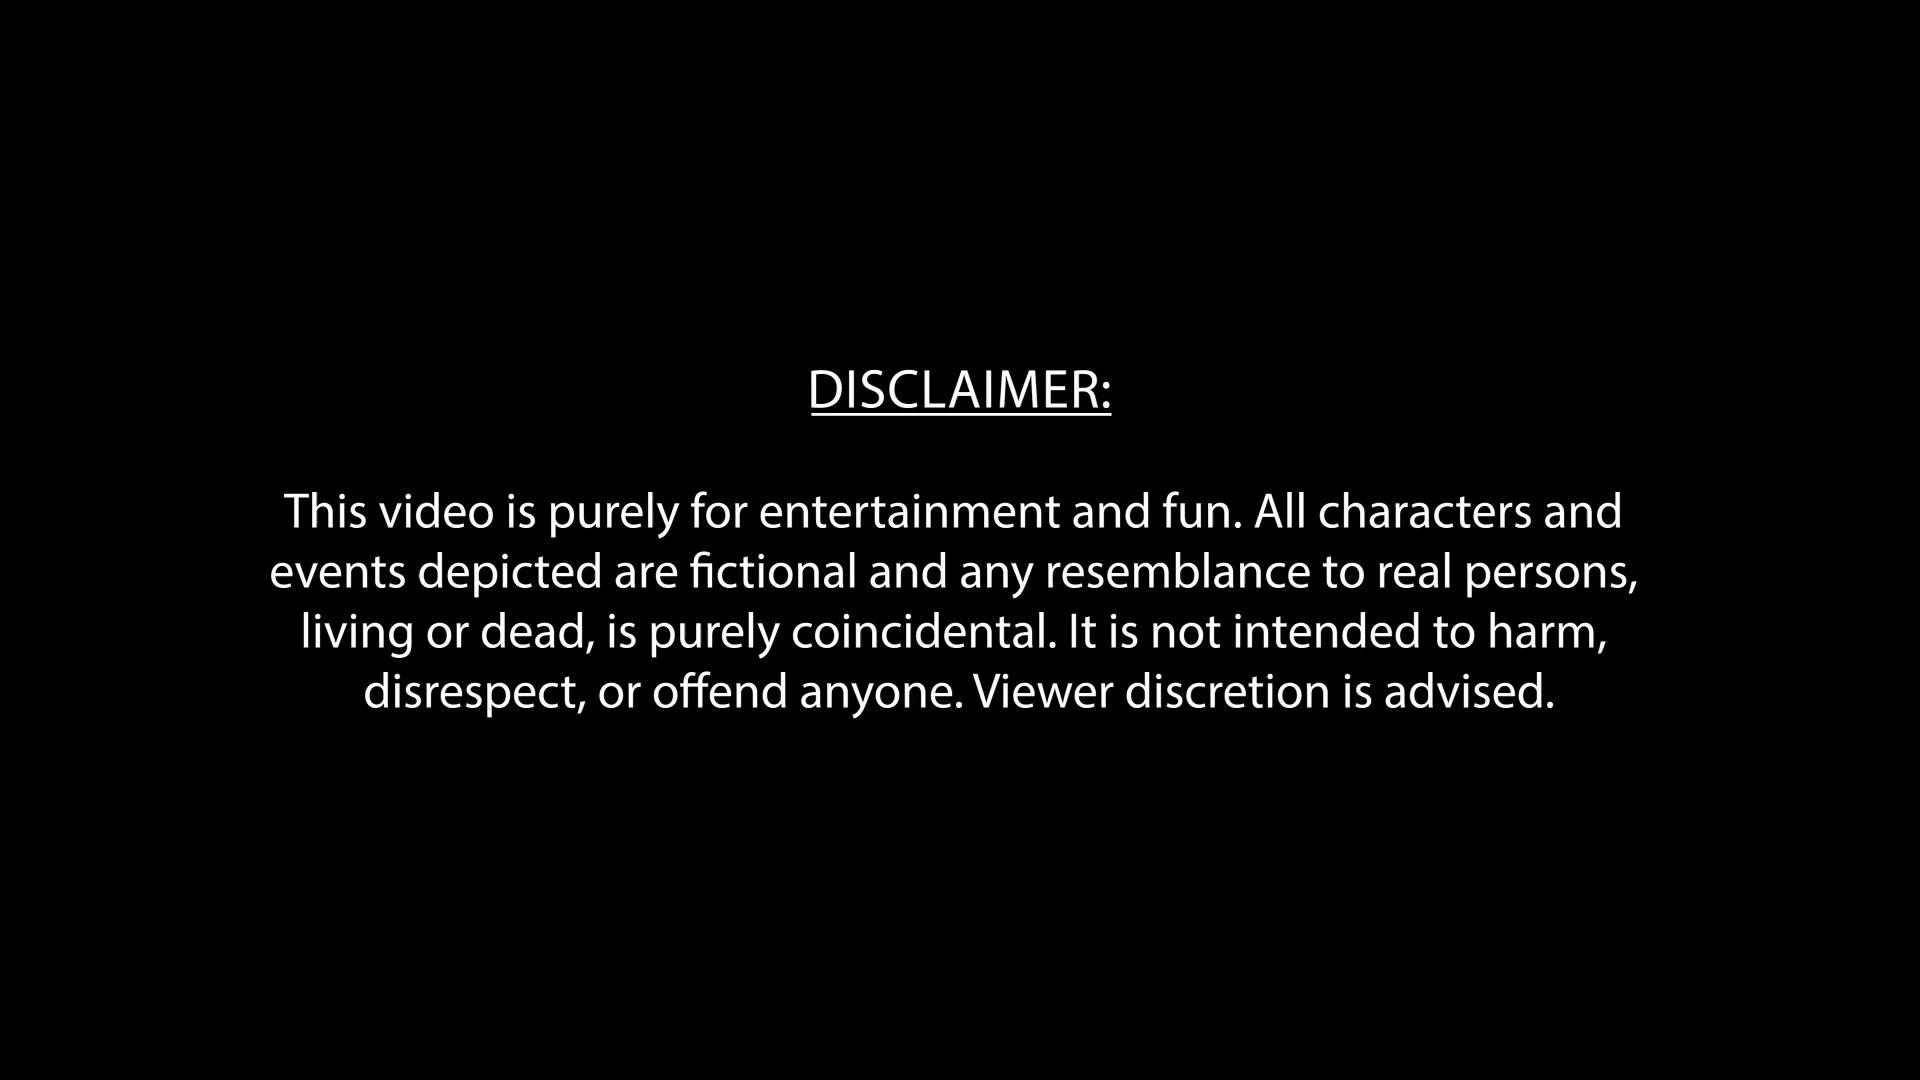 DISCLAIMER:
This video is purely for entertainment and fun. All characters and
events depicted are fictional and any resemblance to real persons,
living or dead, is purely coincidental. It is not intended to harm,
disrespect, or offend anyone. Viewer discretion is advised.